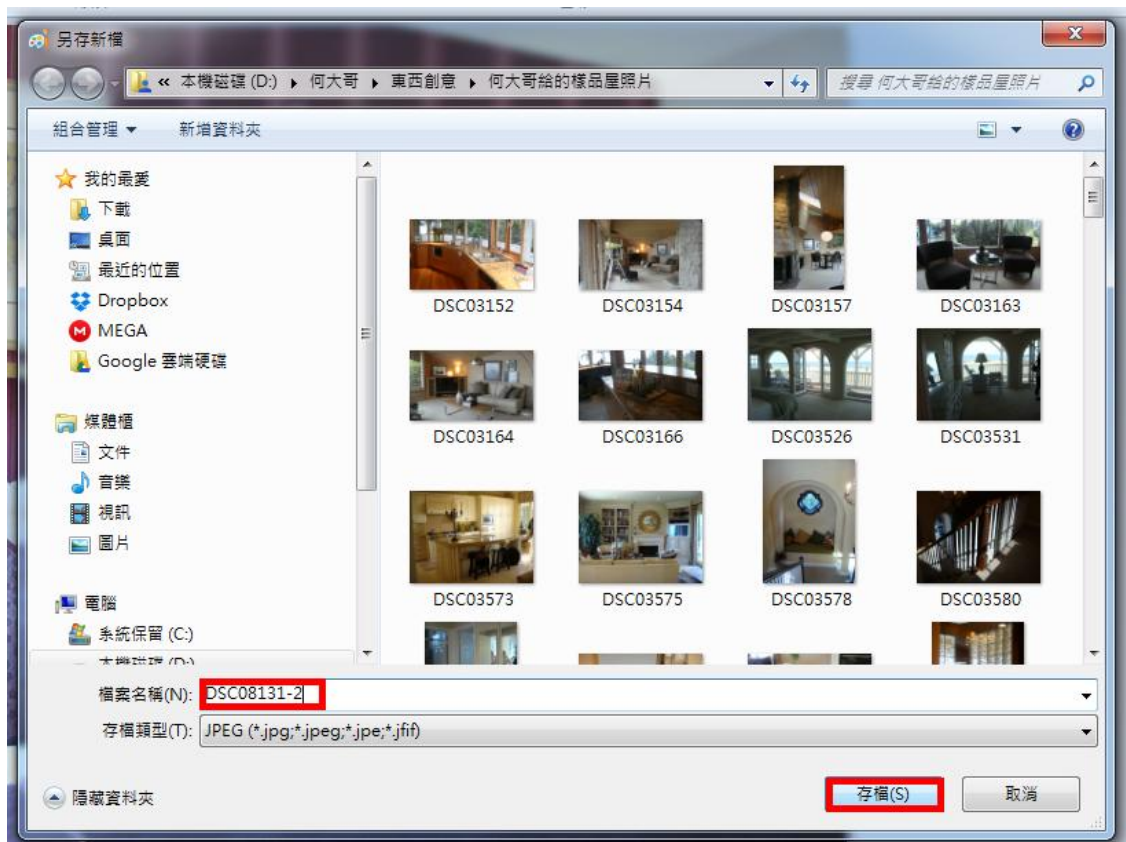 另存新檔
« 本機磁碟 (D:) ▸ 何大哥 ▸ 東西創意 ▸ 何大哥給的樣品屋照片
搜尋 何大哥給的樣品屋照片
組合管理 ▼ 新增資料夾
我的最愛
下載
桌面
最近的位置
Dropbox
MEGA
Google 雲端硬碟
媒體櫃
文件
音樂
視訊
圖片
電腦
系統保留 (C:)
本機磁碟 (D:)
DSC03152 DSC03154 DSC03157 DSC03163
DSC03164 DSC03166 DSC03526 DSC03531
DSC03573 DSC03575 DSC03578 DSC03580
檔案名稱(N): DSC08131-2
存檔類型(T): JPEG (*.jpg;*.jpeg;*.jpe;*.jfif)
隱藏資料夾
存檔(S) 取消